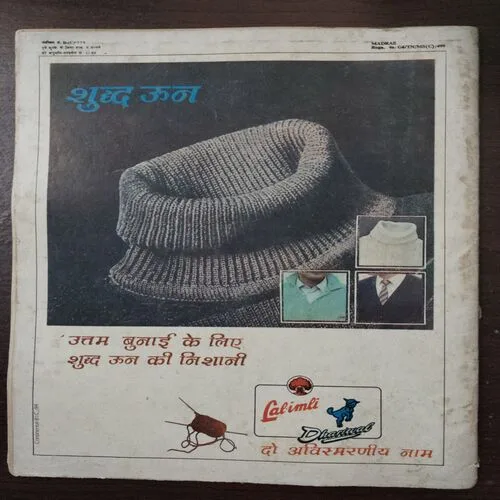 MADRAS
शुद्ध ऊन
उत्तम बुनाई के लिए
शुद्ध ऊन की निशानी
Lalimli
Dhariwal
दो अविस्मरणीय नाम